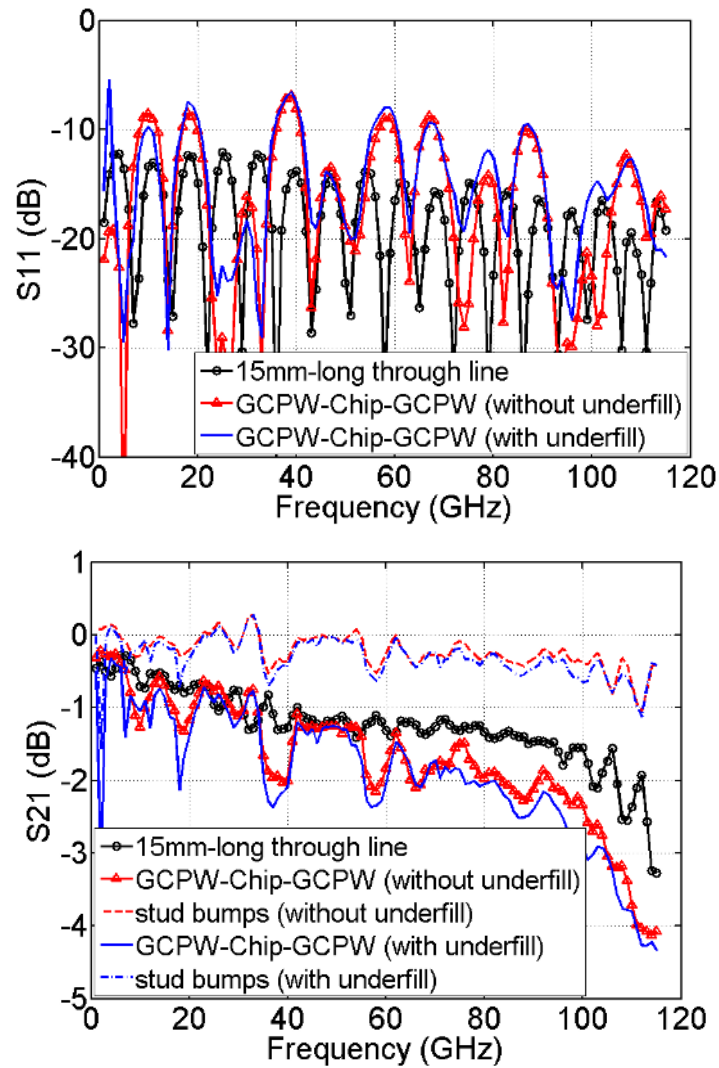 0
-10
-20
-30
-40
S11 (dB)
15mm-long through line
GCPW-Chip-GCPW (without underfill)
GCPW-Chip-GCPW (with underfill)
0 20 40 60 80 100 120
Frequency (GHz)
1
0
-1
-2
-3
-4
-5
S21 (dB)
15mm-long through line
GCPW-Chip-GCPW (without underfill)
stud bumps (without underfill)
GCPW-Chip-GCPW (with underfill)
stud bumps (with underfill)
0 20 40 60 80 100 120
Frequency (GHz)